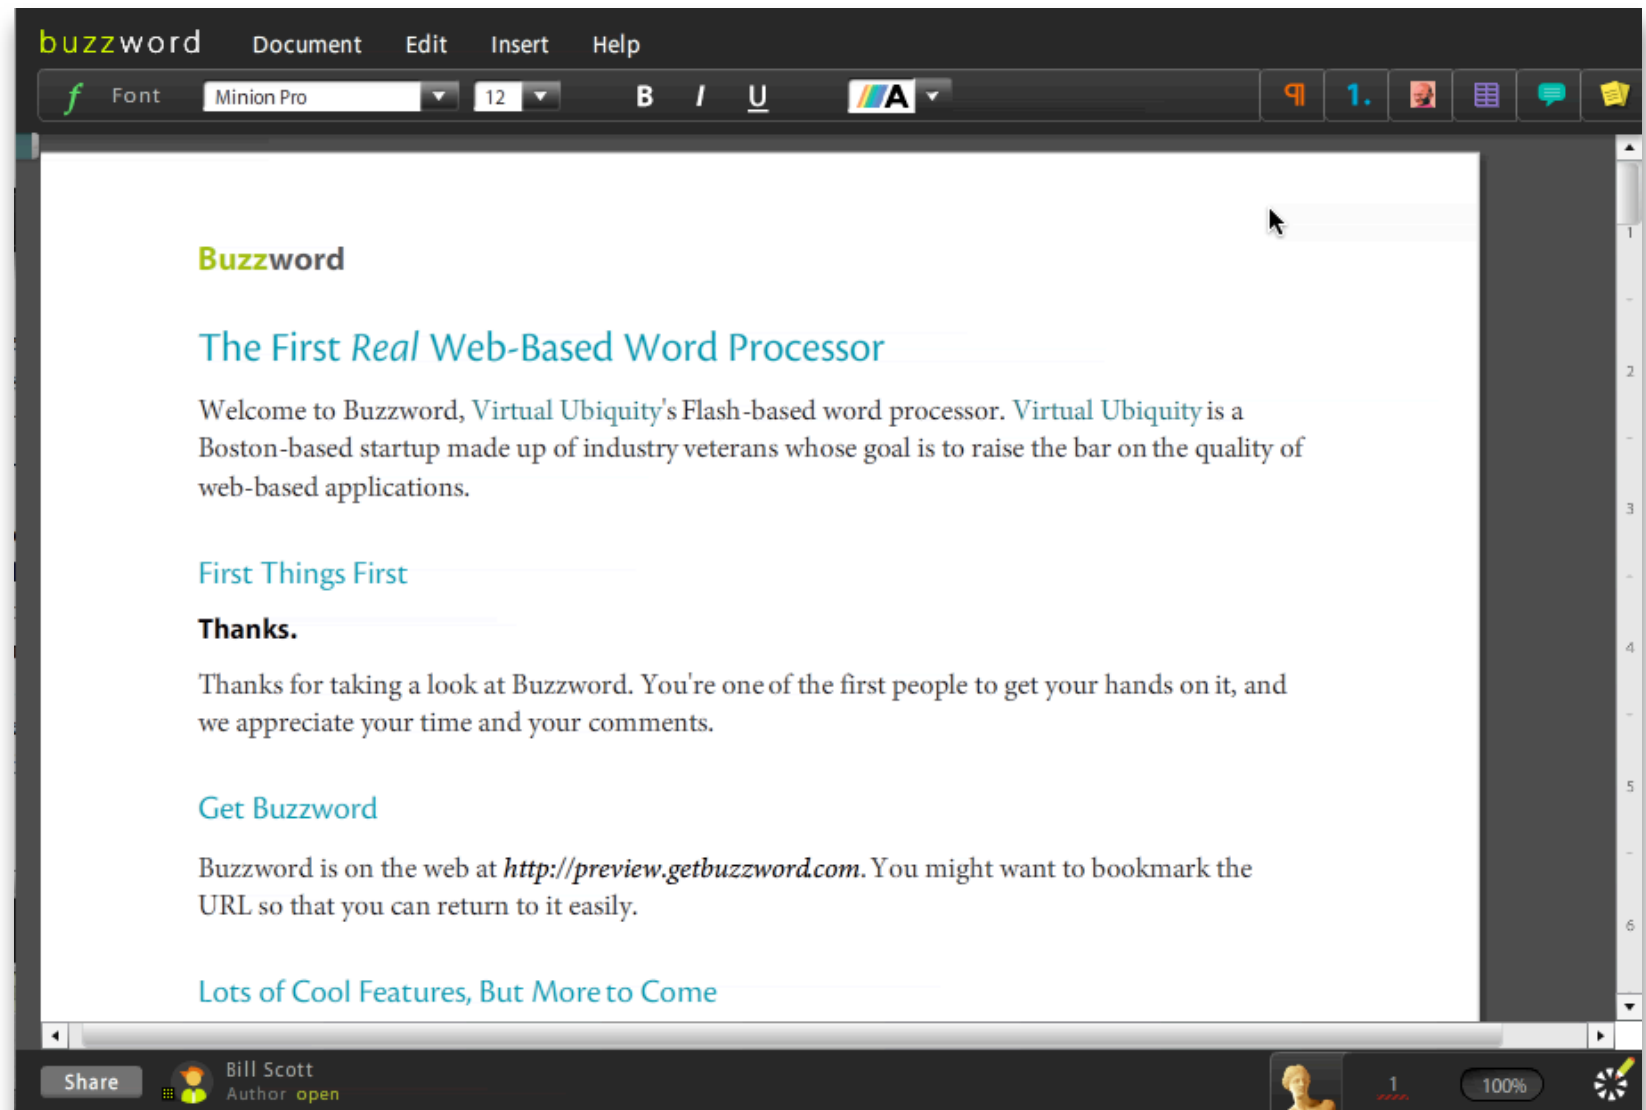 buzzword Document Edit Insert Help
f Font Minion Pro 12 B I U A ¶ 1.
Buzzword
The First Real Web-Based Word Processor
Welcome to Buzzword, Virtual Ubiquity's Flash-based word processor. Virtual Ubiquity is a
Boston-based startup made up of industry veterans whose goal is to raise the bar on the quality of
web-based applications.
First Things First
Thanks.
Thanks for taking a look at Buzzword. You're one of the first people to get your hands on it, and
we appreciate your time and your comments.
Get Buzzword
Buzzword is on the web at http://preview.getbuzzword.com. You might want to bookmark the
URL so that you can return to it easily.
Lots of Cool Features, But More to Come
1
2
3
4
5
6
Share
Bill Scott
Author open
1
100%